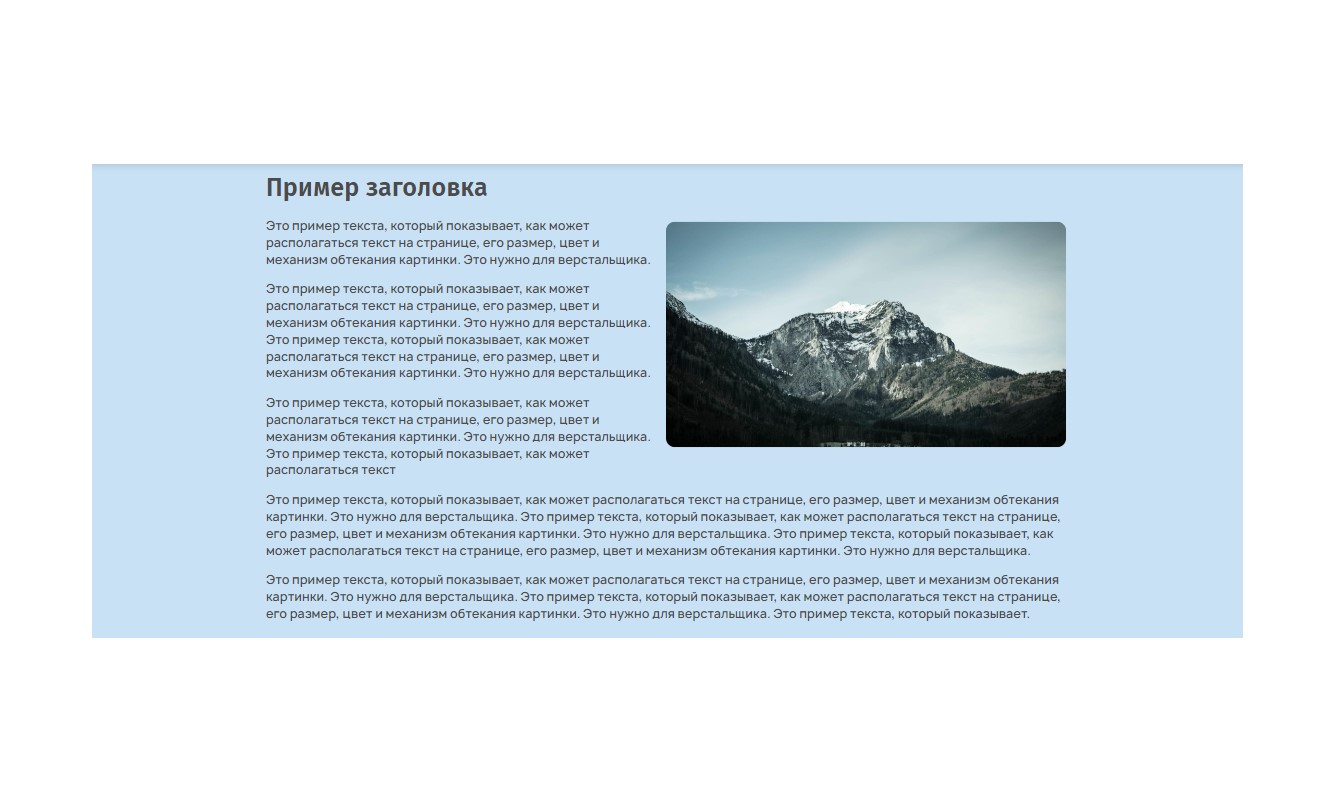 Пример заголовка
Это пример текста, который показывает, как может
располагаться текст на странице, его размер, цвет и
механизм обтекания картинки. Это нужно для верстальщика.
Это пример текста, который показывает, как может
располагаться текст на странице, его размер, цвет и
механизм обтекания картинки. Это нужно для верстальщика.
Это пример текста, который показывает, как может
располагаться текст на странице, его размер, цвет и
механизм обтекания картинки. Это нужно для верстальщика.
Это пример текста, который показывает, как может
располагаться текст на странице, его размер, цвет и
механизм обтекания картинки. Это нужно для верстальщика.
Это пример текста, который показывает, как может
располагаться текст
Это пример текста, который показывает, как может располагаться текст на странице, его размер, цвет и механизм обтекания
картинки. Это нужно для верстальщика. Это пример текста, который показывает, как может располагаться текст на странице,
его размер, цвет и механизм обтекания картинки. Это нужно для верстальщика. Это пример текста, который показывает, как
может располагаться текст на странице, его размер, цвет и механизм обтекания картинки. Это нужно для верстальщика.
Это пример текста, который показывает, как может располагаться текст на странице, его размер, цвет и механизм обтекания
картинки. Это нужно для верстальщика. Это пример текста, который показывает, как может располагаться текст на странице,
его размер, цвет и механизм обтекания картинки. Это нужно для верстальщика. Это пример текста, который показывает.